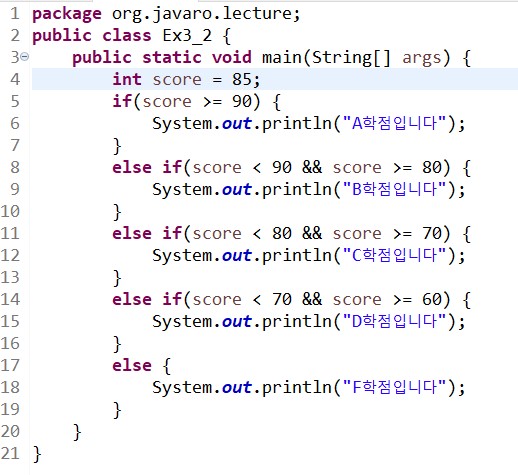 1 package org.javaro.lecture;
2 public class Ex3_2 {
3 public static void main(String[] args) {
4 int score = 85;
5 if(score >= 90) {
6 System.out.println("A학점입니다");
7 }
8 else if(score < 90 && score >= 80) {
9 System.out.println("B학점입니다");
10 }
11 else if(score < 80 && score >= 70) {
12 System.out.println("C학점입니다");
13 }
14 else if(score < 70 && score >= 60) {
15 System.out.println("D학점입니다");
16 }
17 else {
18 System.out.println("F학점입니다");
19 }
20 }
21 }